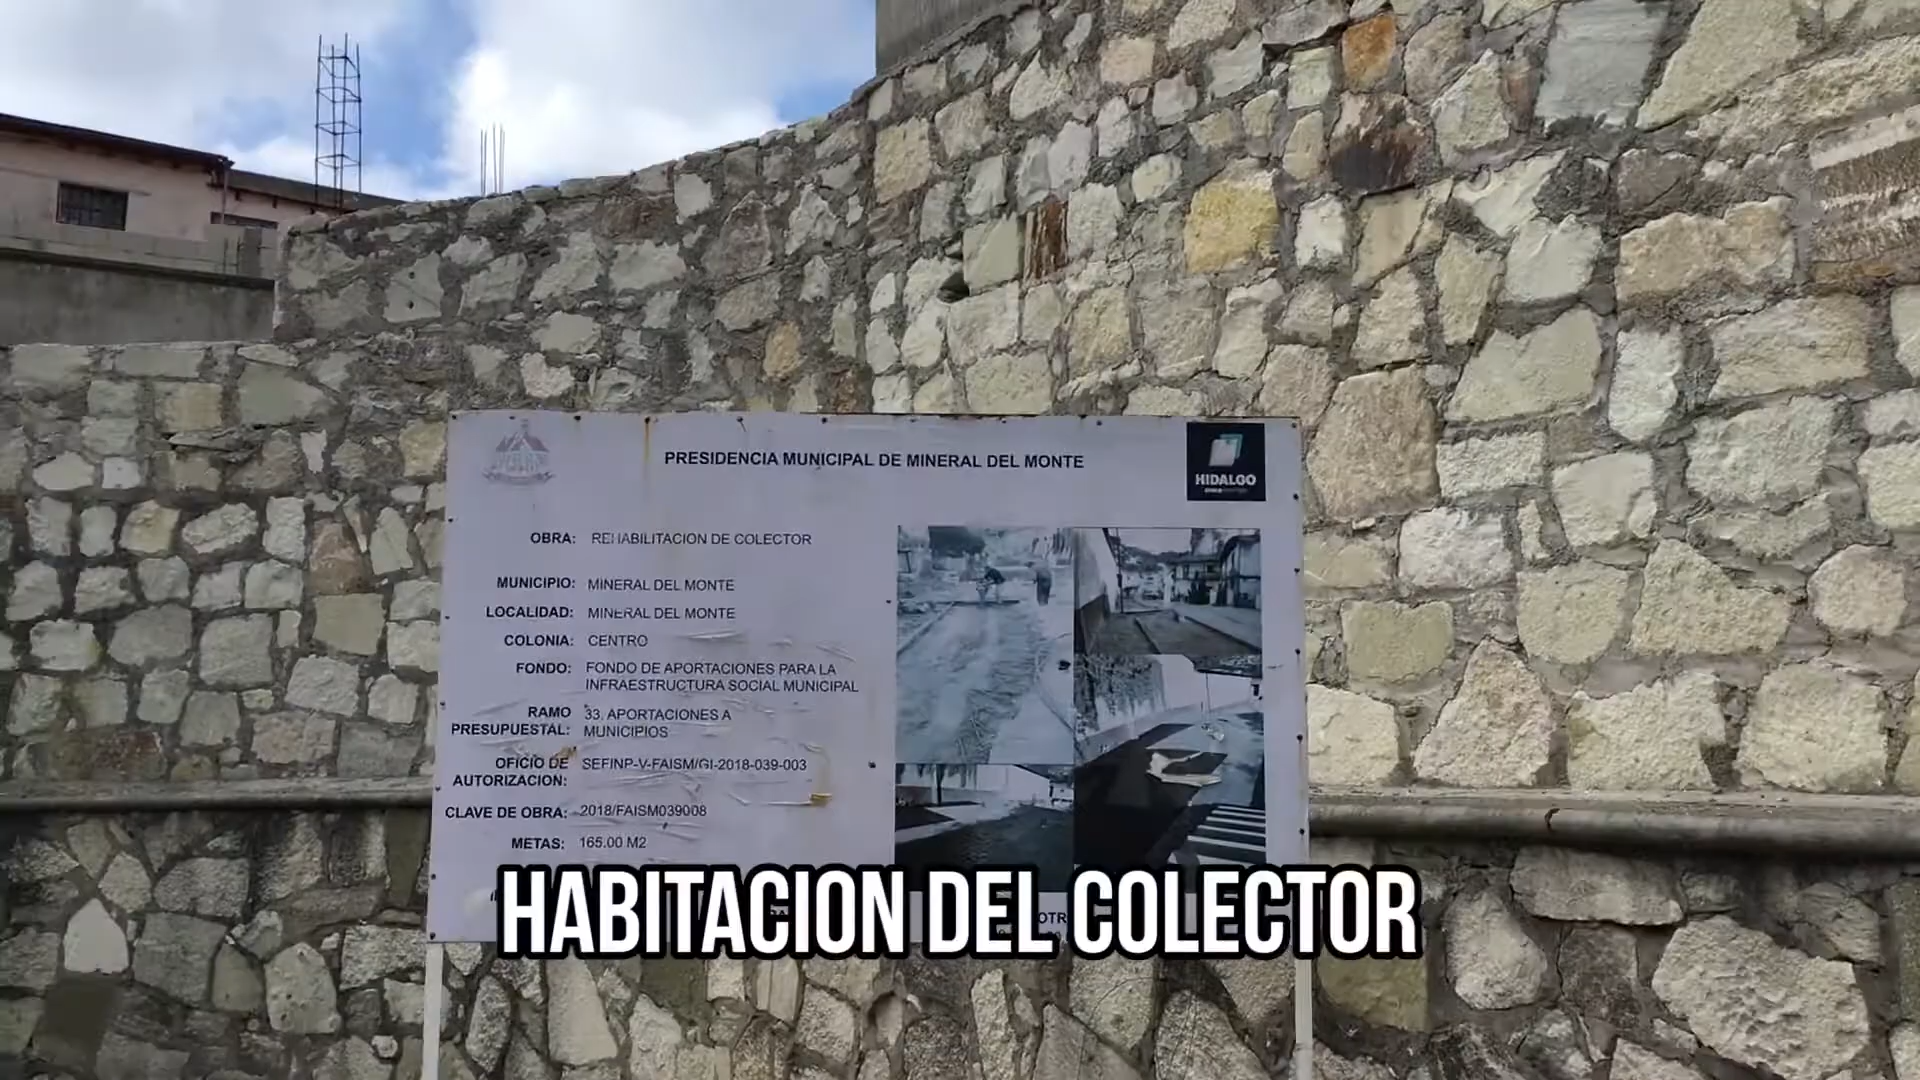 PRESIDENCIA MUNICIPAL DE MINERAL DEL MONTE
HIDALGO
OBRA: REHABILITACION DE COLECTOR
MUNICIPIO: MINERAL DEL MONTE
LOCALIDAD: MINERAL DEL MONTE
COLONIA: CENTRO
FONDO: FONDO DE APORTACIONES PARA LA
INFRAESTRUCTURA SOCIAL MUNICIPAL
RAMO 33. APORTACIONES A
PRESUPUESTAL: MUNICIPIOS
OFICIO DE SEFINP-V-FAISM/GI-2018-039-003
AUTORIZACION:
CLAVE DE OBRA: 2018/FAISM039008
METAS: 165.00 M2
HABITACION DEL COLECTOR